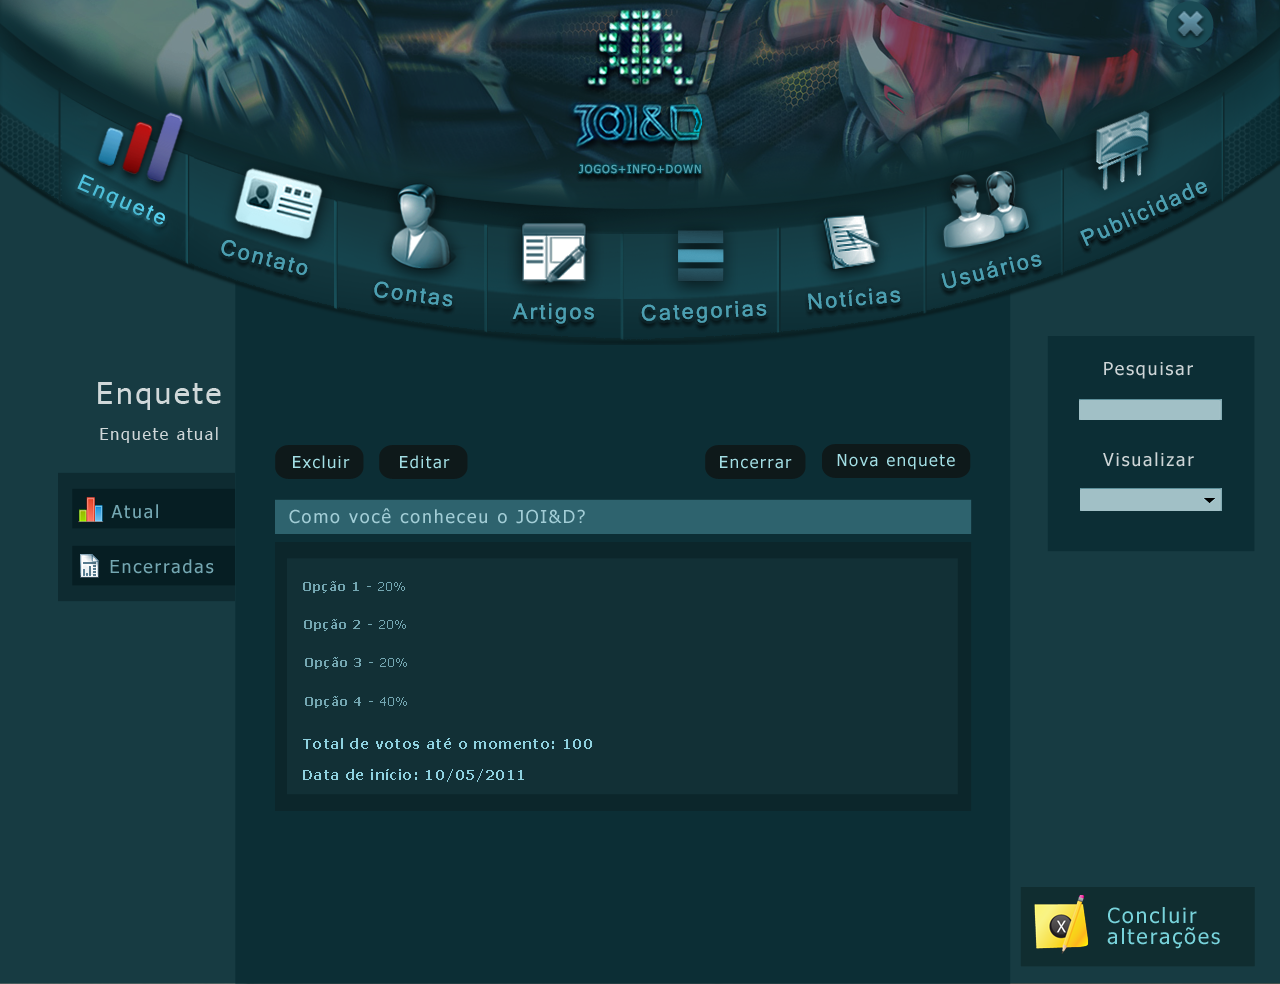 JOI&D
JOGOS+INFO+DOWN
Enquete
Contato
Contas
Artigos
Categorias
Notícias
Usuários
Publicidade
Enquete
Enquete atual
Atual
Encerradas
Excluir
Editar
Encerrar
Nova enquete
Como você conheceu o JOI&D?
Opção 1 - 20%
Opção 2 - 20%
Opção 3 - 20%
Opção 4 - 40%
Total de votos até o momento: 100
Data de início: 10/05/2011
Pesquisar
Visualizar
X
Concluir
alterações